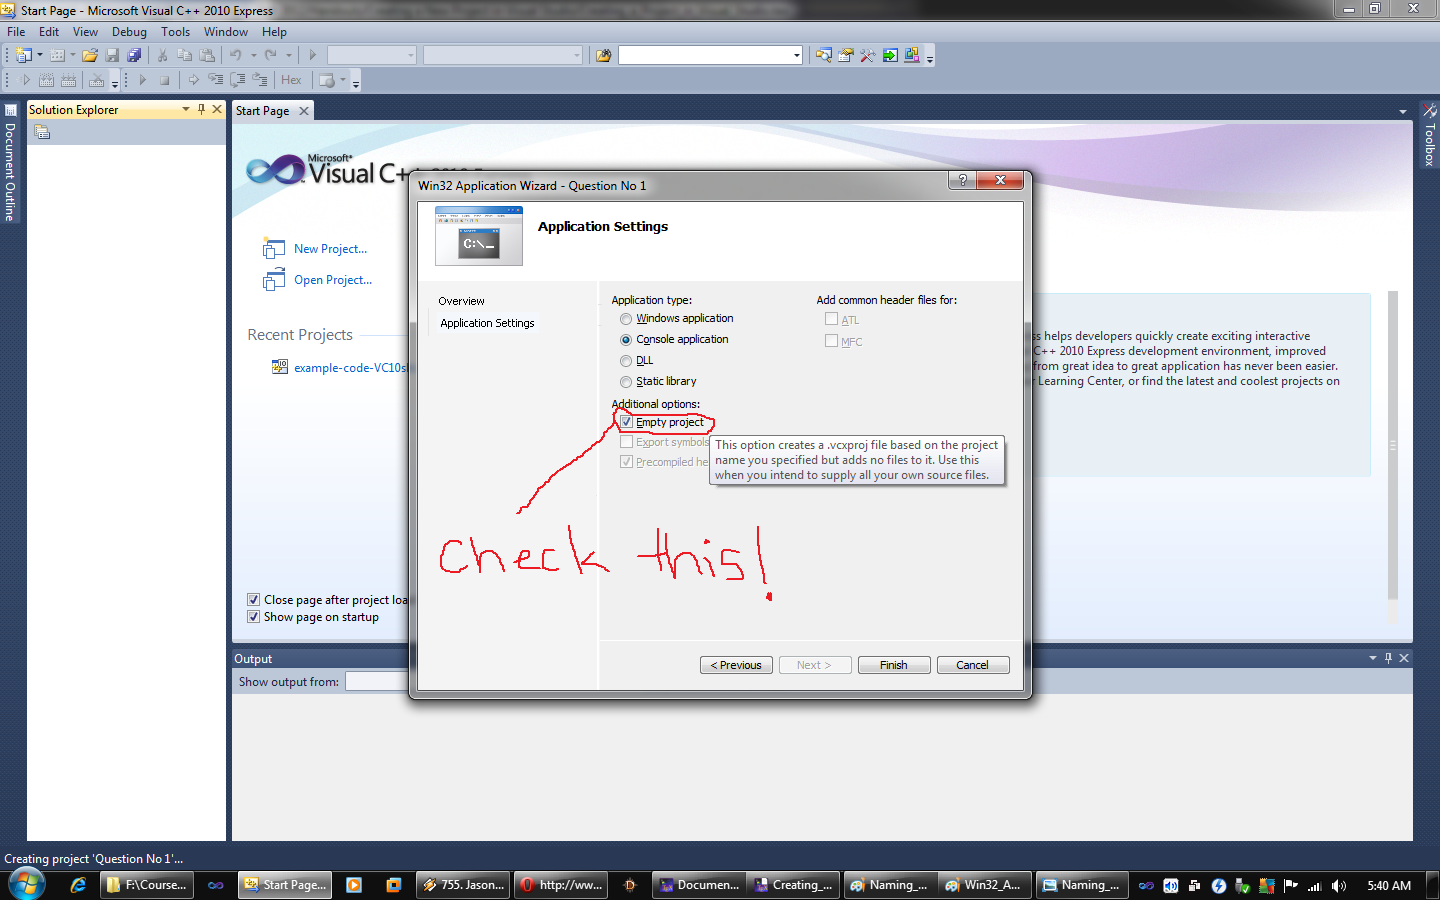 Start Page - Microsoft Visual C++ 2010 Express
File Edit View Debug Tools Window Help
Hex
Solution Explorer
Start Page
Document Outline
Toolbox
Microsoft®
Visual C++ 2010 E
New Project...
Open Project...
Recent Projects
example-code-VC10sl
Close page after project loa
Show page on startup
s helps developers quickly create exciting interactive
C++ 2010 Express development environment, improved
from great idea to great application has never been easier.
r Learning Center, or find the latest and coolest projects on
Win32 Application Wizard - Question No 1
C:\_
Application Settings
Overview
Application Settings
Application type:
Windows application
Console application
DLL
Static library
Additional options:
Empty project
Export symbols
Precompiled he
Add common header files for:
ATL
MFC
This option creates a .vcxproj file based on the project
name you specified but adds no files to it. Use this
when you intend to supply all your own source files.
Check this!
< Previous Next > Finish Cancel
Output
Show output from:
Creating project 'Question No 1'...
F:\Course... Start Page... 755. Jason... http://ww... Documen... Creating_... Naming_... Win32_A... Naming_... 5:40 AM